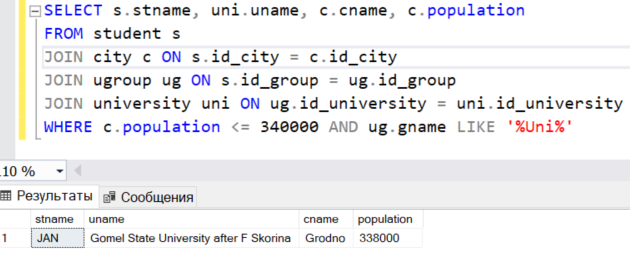 SELECT s.stname, uni.uname, c.cname, c.population
FROM student s
JOIN city c ON s.id_city = c.id_city
JOIN ugroup ug ON s.id_group = ug.id_group
JOIN university uni ON ug.id_university = uni.id_university
WHERE c.population <= 340000 AND ug.gname LIKE '%Uni%'
10 %
Результаты Сообщения
stname uname cname population
1 JAN Gomel State University after F Skorina Grodno 338000